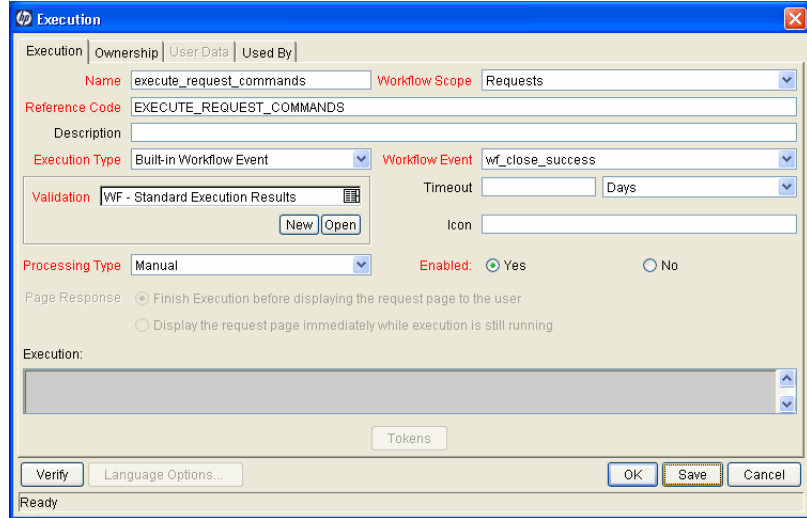 hp Execution
Execution Ownership User Data Used By
Name execute_request_commands Workflow Scope Requests
Reference Code EXECUTE_REQUEST_COMMANDS
Description
Execution Type Built-in Workflow Event Workflow Event wf_close_success
Validation WF - Standard Execution Results Timeout Days
New Open Icon
Processing Type Manual Enabled: Yes No
Page Response Finish Execution before displaying the request page to the user
Display the request page immediately while execution is still running
Execution:
Tokens
Verify Language Options... OK Save Cancel
Ready